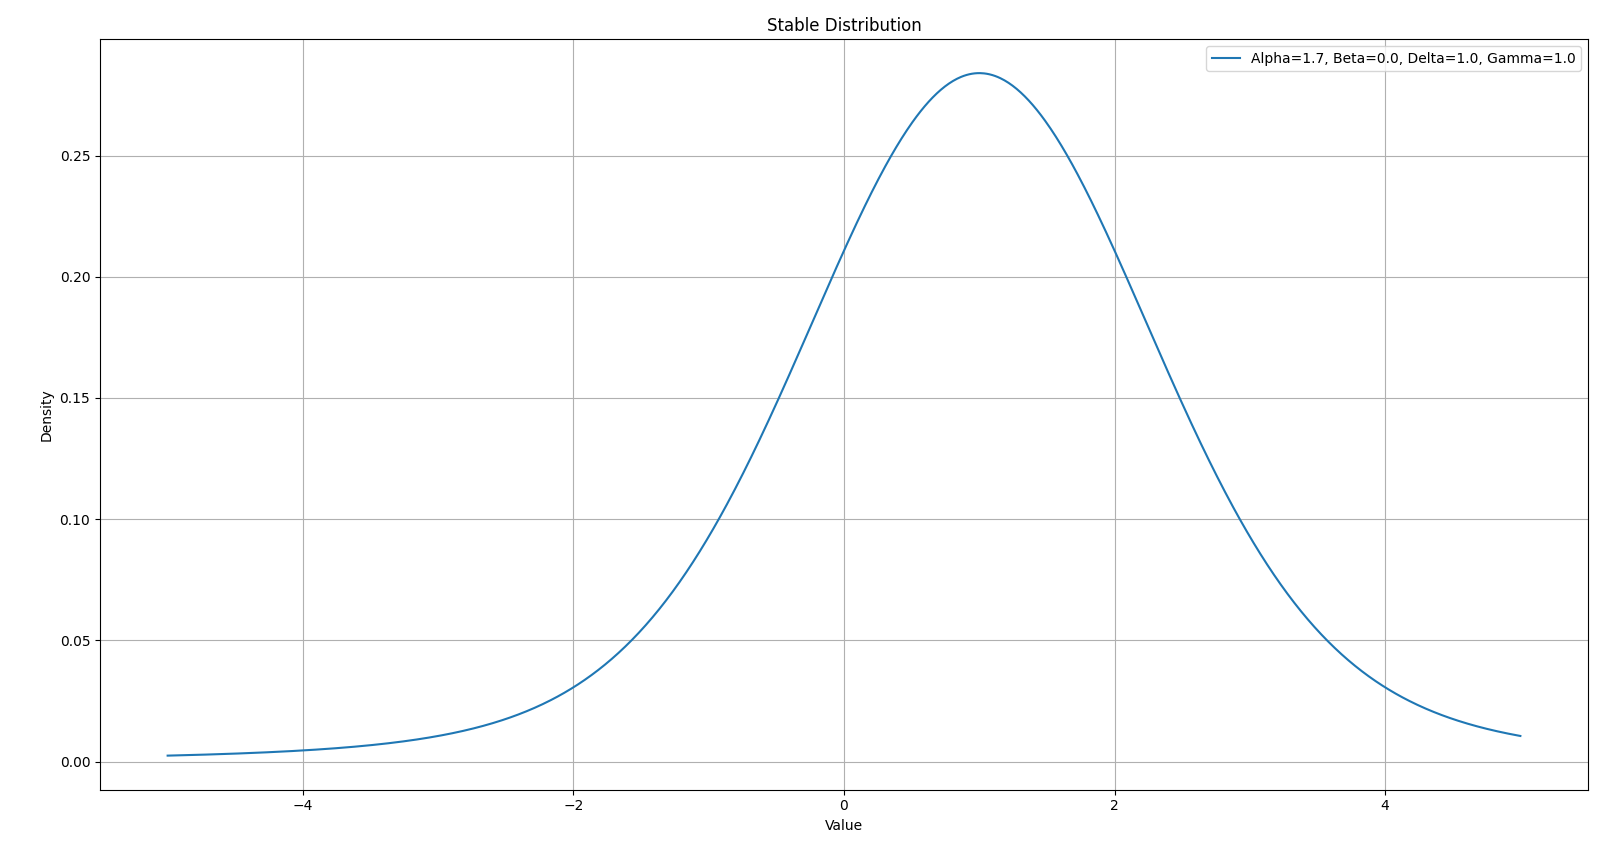 Stable Distribution
Alpha=1.7, Beta=0.0, Delta=1.0, Gamma=1.0
Density
0.25
0.20
0.15
0.10
0.05
0.00
−4
−2
0
2
4
Value